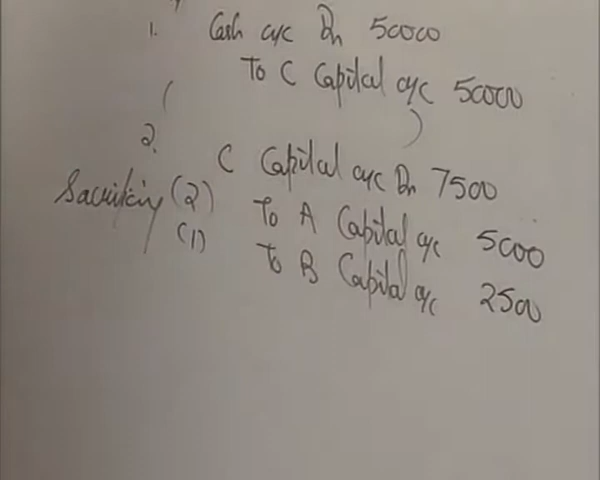 1. Cash a/c Dr 50000
To C Capital a/c 50000
( )
2. C Capital a/c Dr 7500
Sacrificing (2) To A Capital a/c 5000
(1) To B Capital a/c 2500